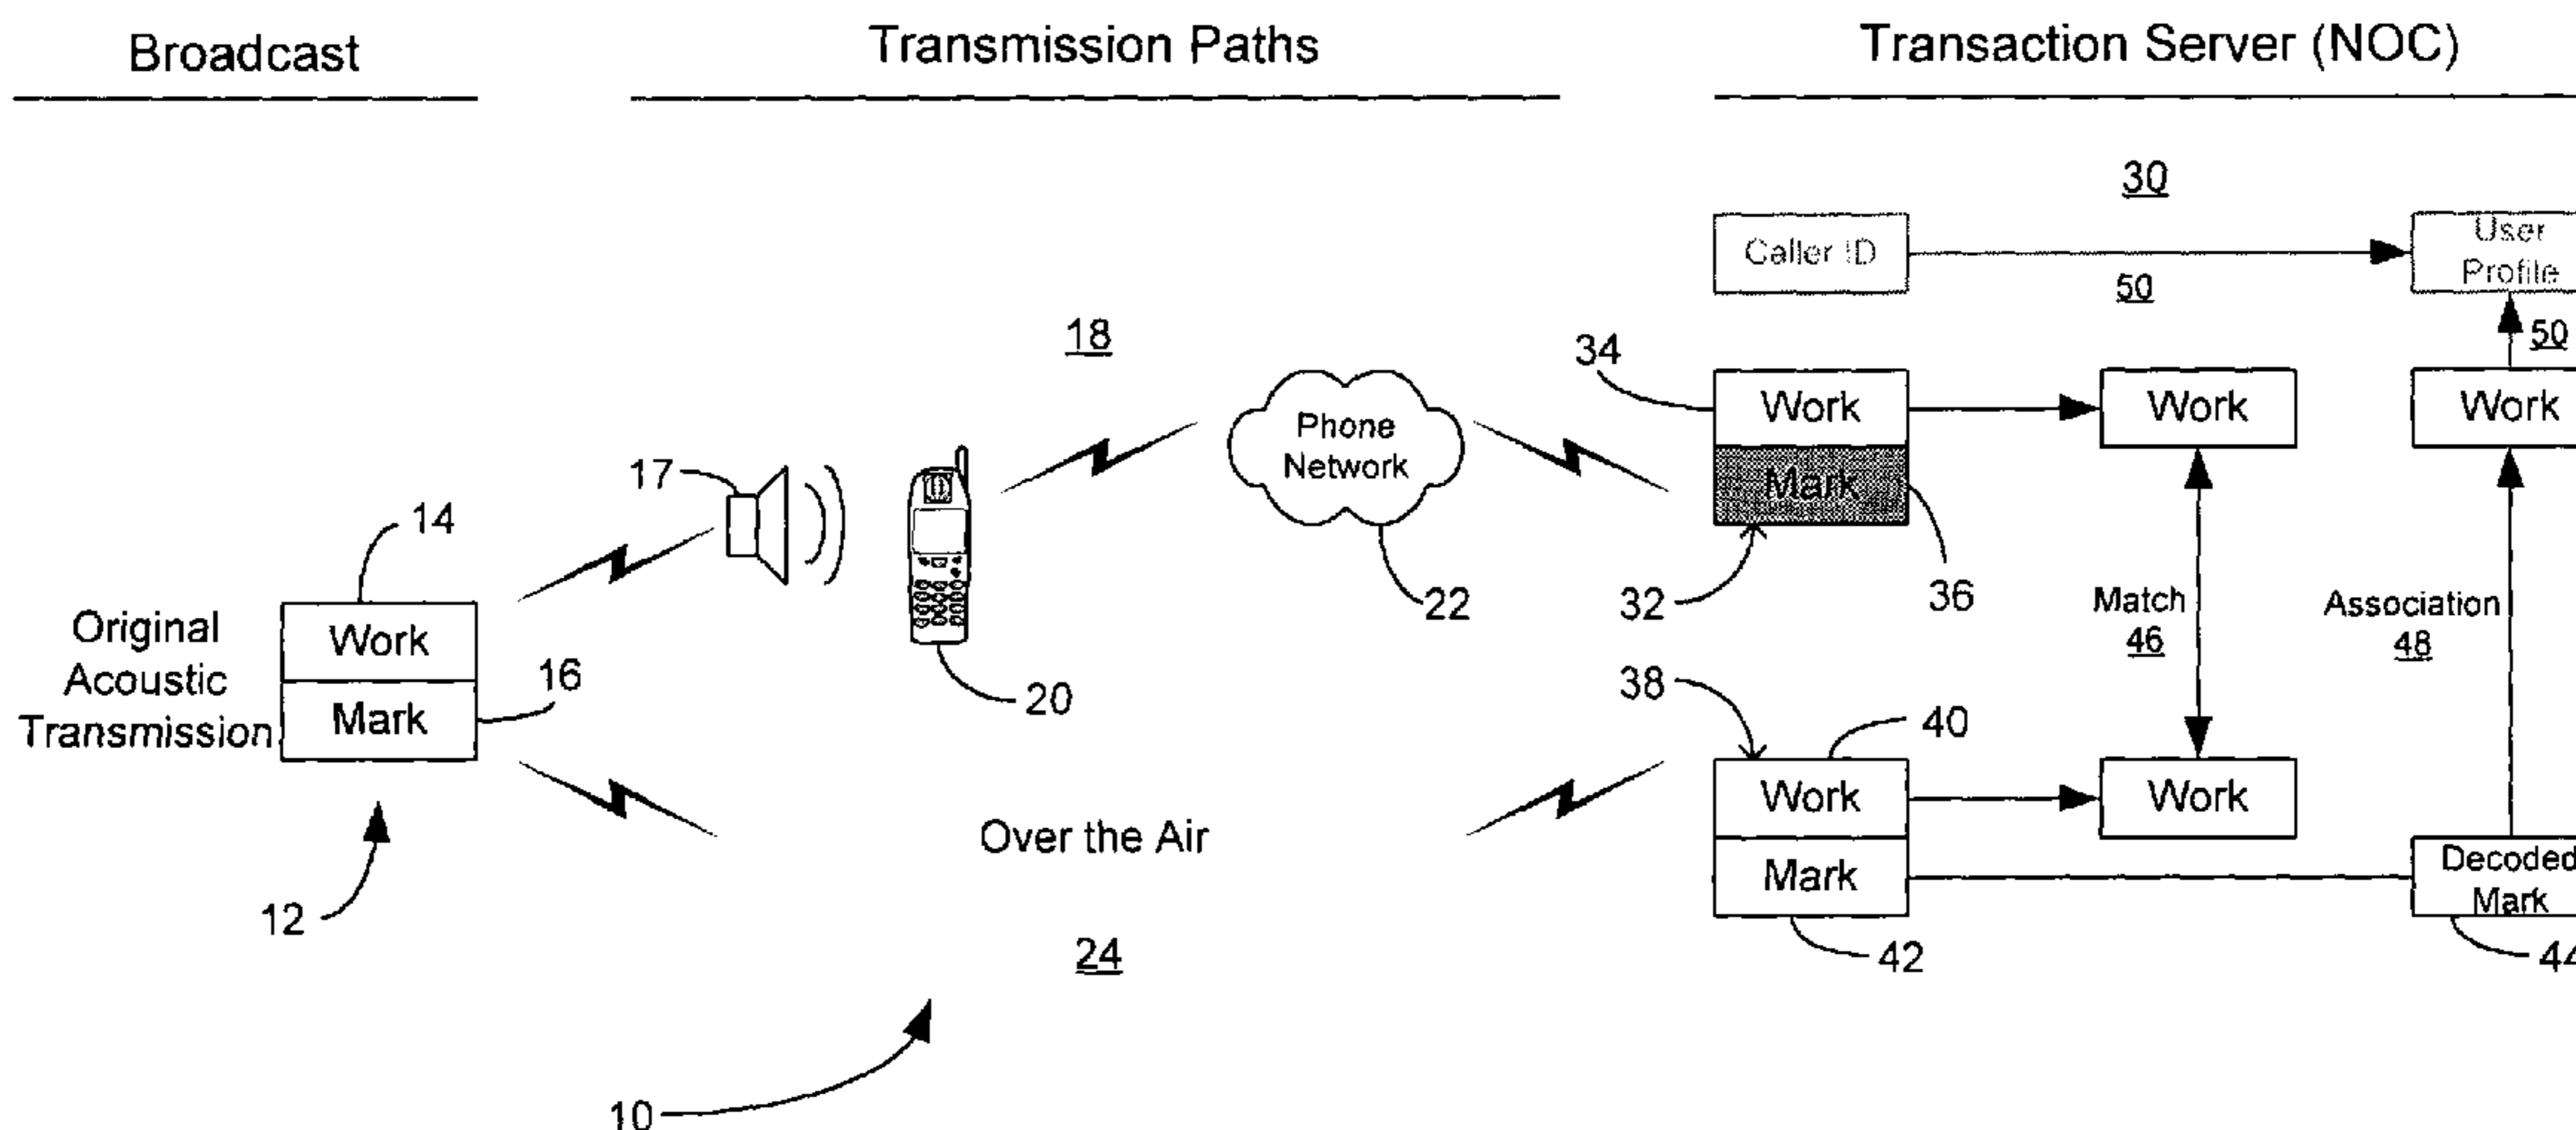 Broadcast
Transmission Paths
Transaction Server (NOC)
30
Caller ID
User
Profile
50
50
18
34
Work
Mark
Work
Work
Phone
Network
17
14
Original
Acoustic
Transmission
Work
Mark
16
20
22
32
36
Match
46
Association
48
38
40
Work
Mark
Work
Decoded
Mark
Over the Air
12
24
42
44
10